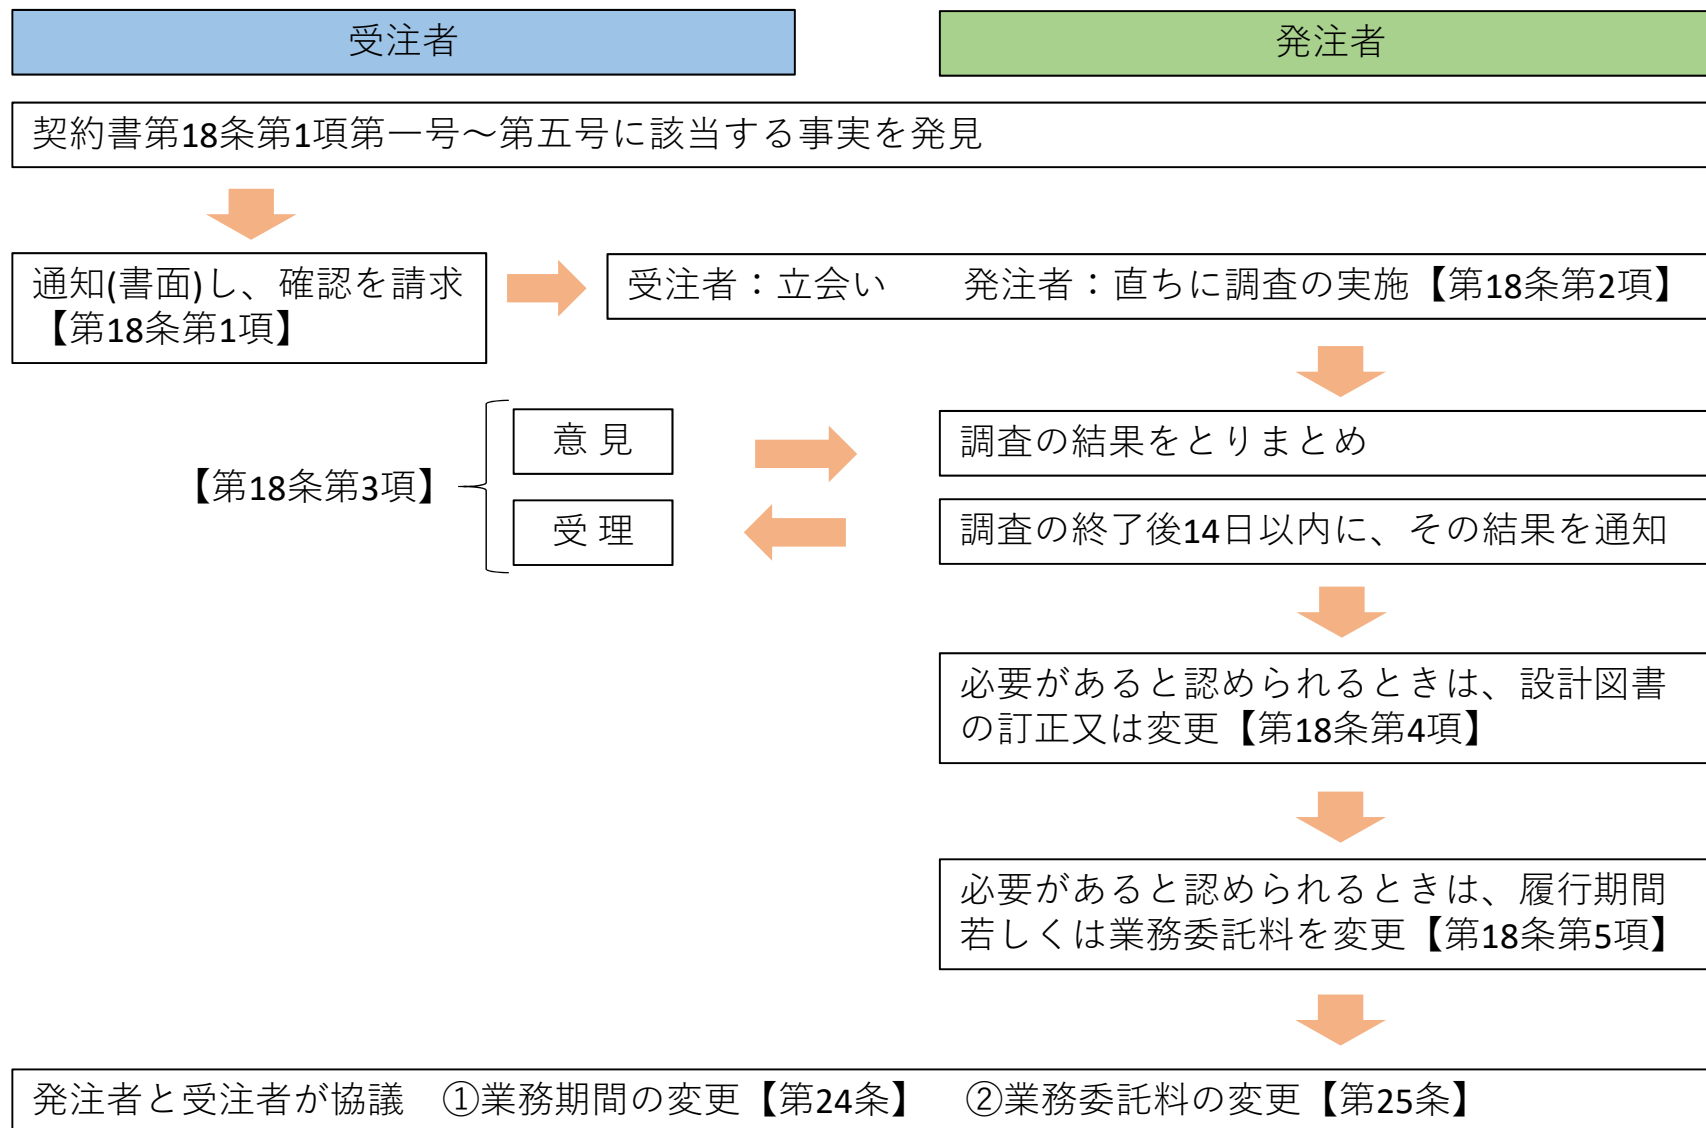 受注者
発注者
契約書第18条第1項第一号～第五号に該当する事実を発見
通知(書面)し、確認を請求
【第18条第1項】
受注者：立会い　　発注者：直ちに調査の実施【第18条第2項】
意 見
調査の結果をとりまとめ
【第18条第3項】
受 理
調査の終了後14日以内に、その結果を通知
必要があると認められるときは、設計図書
の訂正又は変更【第18条第4項】
必要があると認められるときは、履行期間
若しくは業務委託料を変更【第18条第5項】
発注者と受注者が協議　①業務期間の変更【第24条】　②業務委託料の変更【第25条】